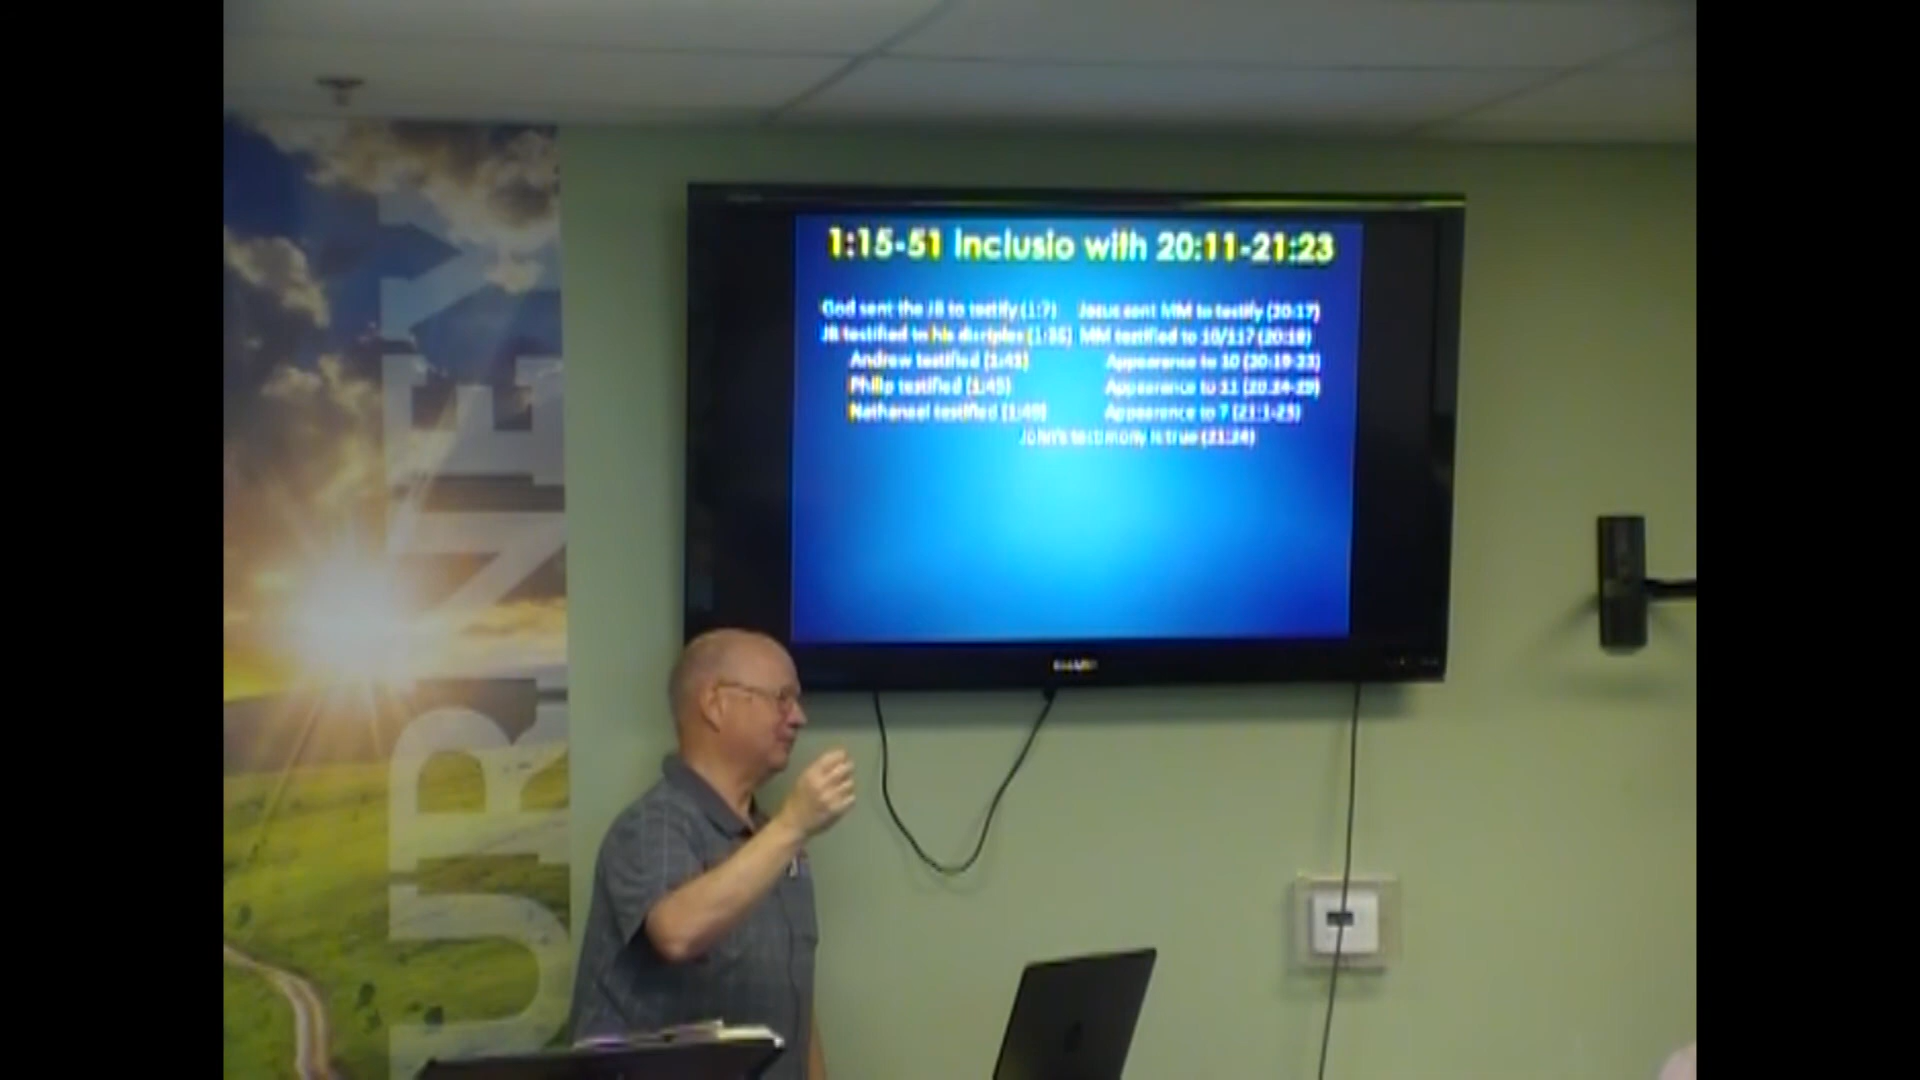 1:15-51 Inclusio with 20:11-21:23
God sent the JB to testify (1:7) Jesus sent MM to testify (20:17)
JB testified to his disciples (1:35) MM testified to 10/11? (20:18)
Andrew testified (1:41) Appearance to 10 (20:19-23)
Philip testified (1:45) Appearance to 11 (20:24-29)
Nathanael testified (1:49) Appearance to 7 (21:1-23)
John's testimony is true (21:24)
SHARP
URNEY